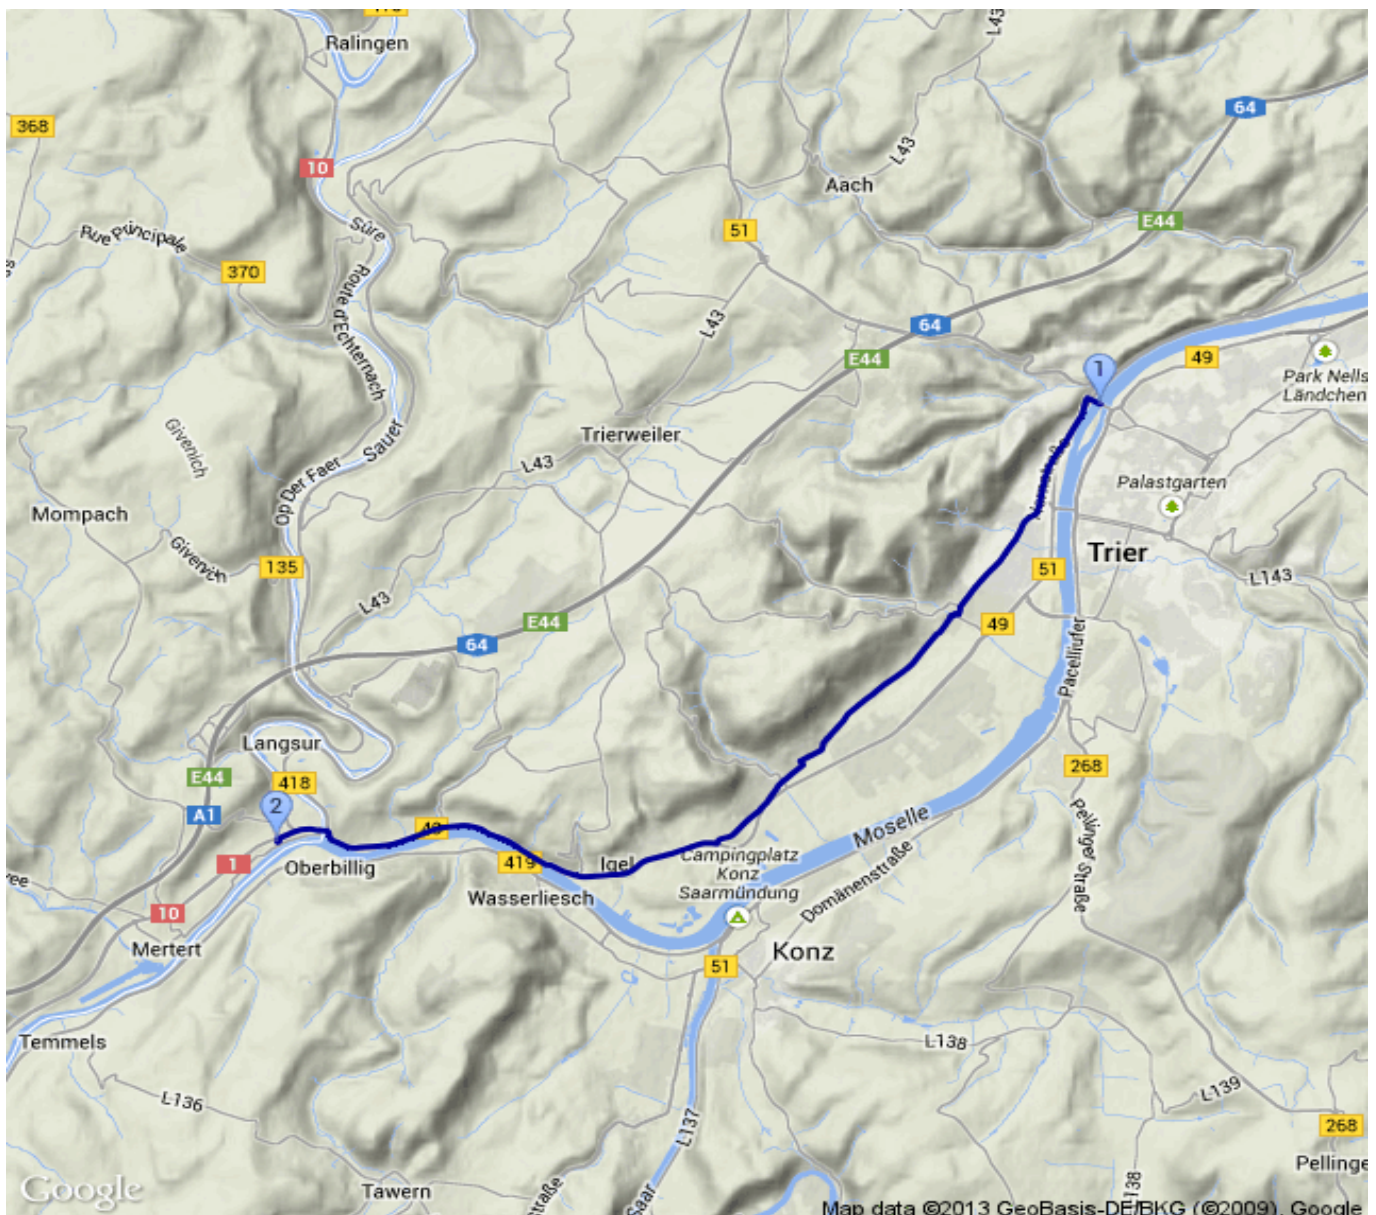 Ralingen
L43
64
368
10
L43
Aach
E44
51
Sûre
Rue Principale
370
Route d'Echternach
L43
64
E44
1
49
Park Nells
Ländchen
Givenich
Trierweiler
Sauer
L43
Op Der Faer
Palastgarten
Mompach
Givenich
135
Trier
51
L143
L43
E44
49
64
Pacelliufer
Langsur
E44
418
268
2
A1
Moselle
Pellinger Straße
1
Oberbillig
419
Igel
Campingplatz
Konz
Saarmündung
Domänenstraße
Wasserliesch
10
Mertert
Konz
51
Temmels
L138
L136
L139
L137
268
Pellinge
Tawern
Saar
L138
Google
Map data ©2013 GeoBasis-DE/BKG (©2009), Google